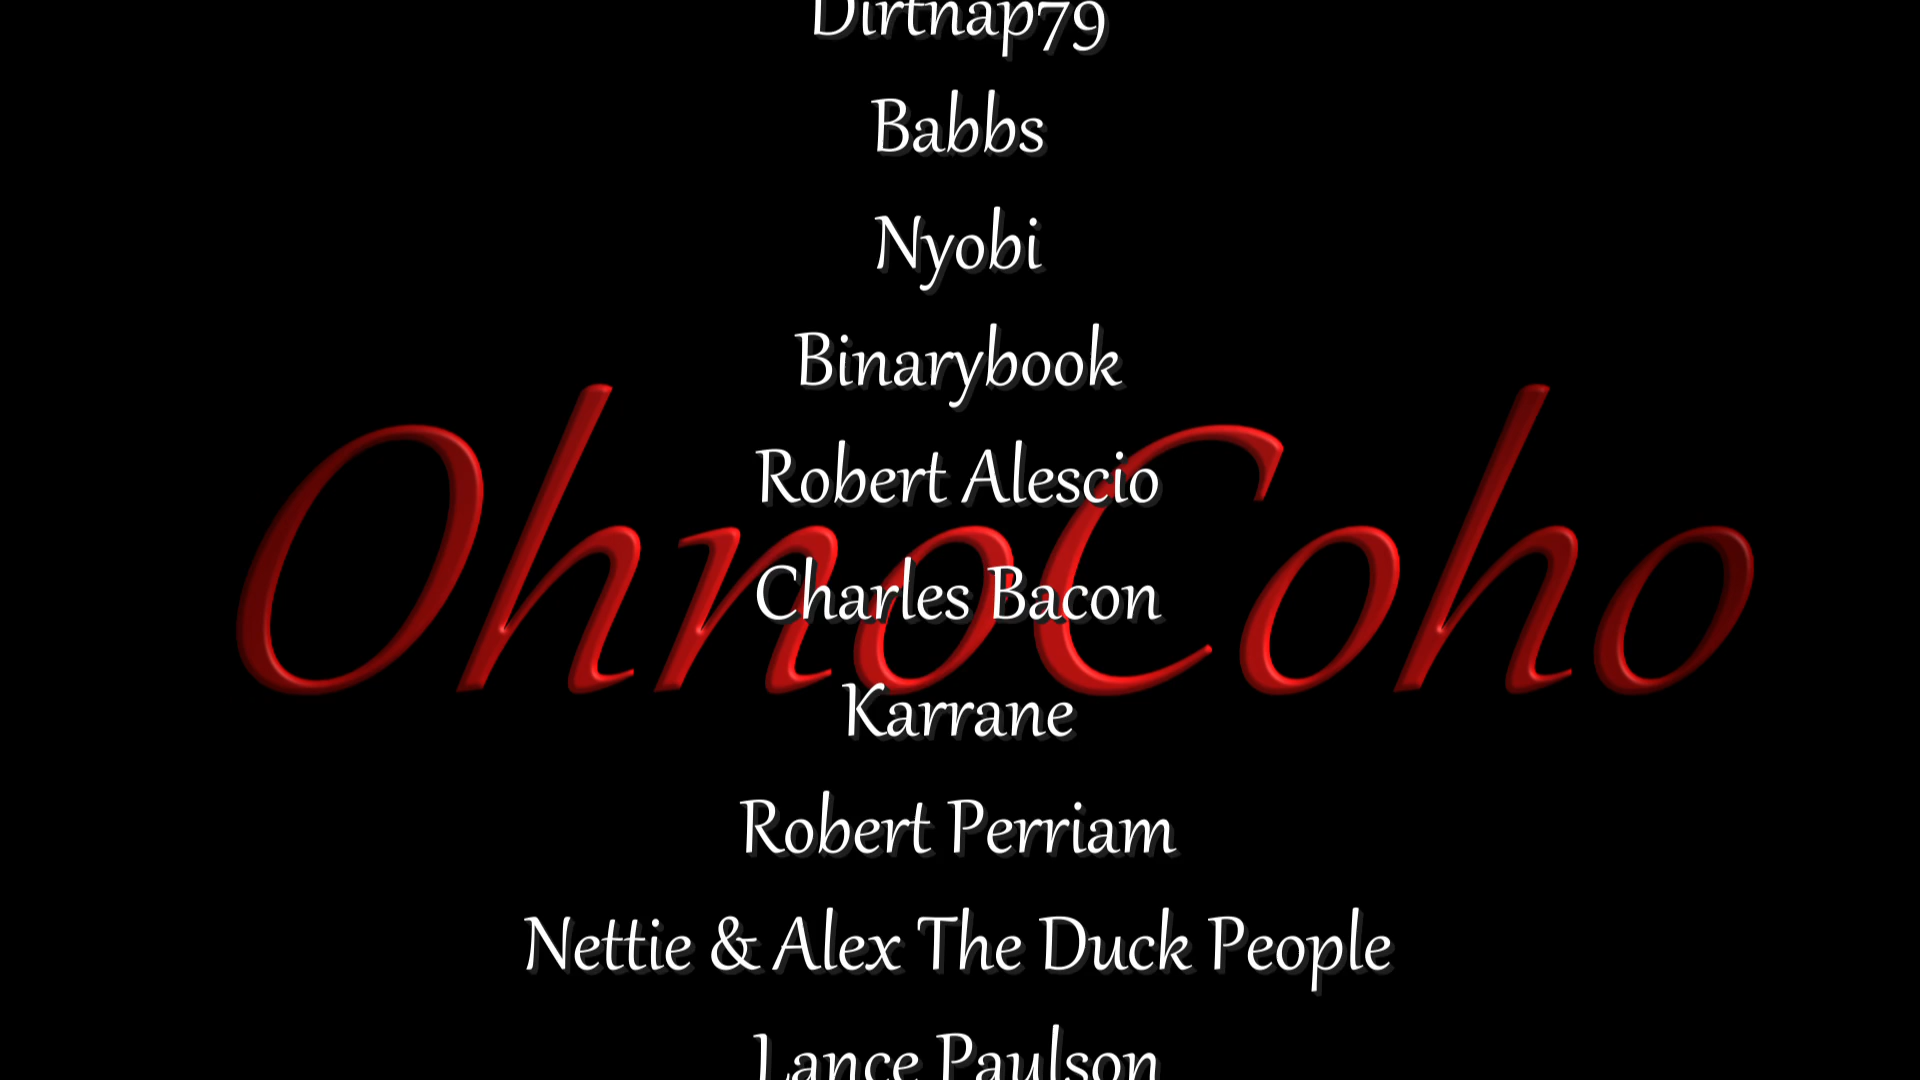 Dirtnap79
Babbs
Nyobi
Binarybook
Robert Alescio
OhnoCoho
Charles Bacon
Karrane
Robert Perriam
Nettie & Alex The Duck People
Lance Paulson